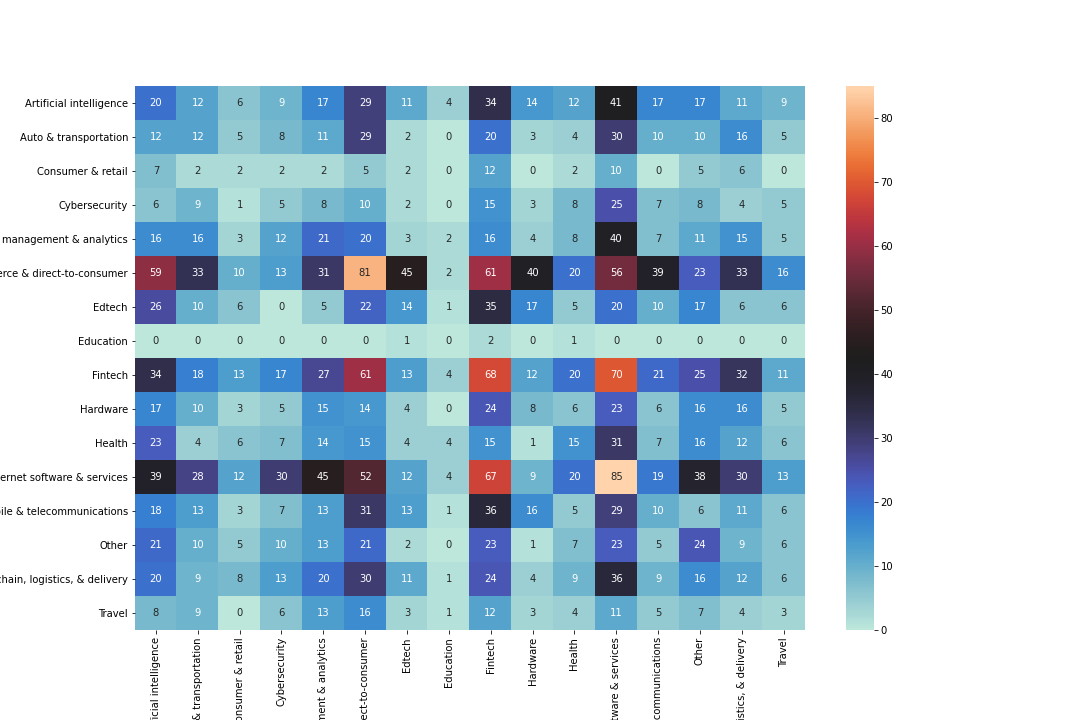 Artificial intelligence 20 12 6 9 17 29 11 4 34 14 12 41 17 17 11 9
Auto & transportation 12 12 5 8 11 29 2 0 20 3 4 30 10 10 16 5
Consumer & retail 7 2 2 2 2 5 2 0 12 0 2 10 0 5 6 0
Cybersecurity 6 9 1 5 8 10 2 0 15 3 8 25 7 8 4 5
management & analytics 16 16 3 12 21 20 3 2 16 4 8 40 7 11 15 5
erce & direct-to-consumer 59 33 10 13 31 81 45 2 61 40 20 56 39 23 33 16
Edtech 26 10 6 0 5 22 14 1 35 17 5 20 10 17 6 6
Education 0 0 0 0 0 0 1 0 2 0 1 0 0 0 0 0
Fintech 34 18 13 17 27 61 13 4 68 12 20 70 21 25 32 11
Hardware 17 10 3 5 15 14 4 0 24 8 6 23 6 16 16 5
Health 23 4 6 7 14 15 4 4 15 1 15 31 7 16 12 6
ernet software & services 39 28 12 30 45 52 12 4 67 9 20 85 19 38 30 13
bile & telecommunications 18 13 3 7 13 31 13 1 36 16 5 29 10 6 11 6
Other 21 10 5 10 13 21 2 0 23 1 7 23 5 24 9 6
chain, logistics, & delivery 20 9 8 13 20 30 11 1 24 4 9 36 9 16 12 6
Travel 8 9 0 6 13 16 3 1 12 3 4 11 5 7 4 3
icial intelligence
& transportation
onsumer & retail
Cybersecurity
ment & analytics
ect-to-consumer
Edtech
Education
Fintech
Hardware
Health
tware & services
communications
Other
istics, & delivery
Travel
80
70
60
50
40
30
20
10
0